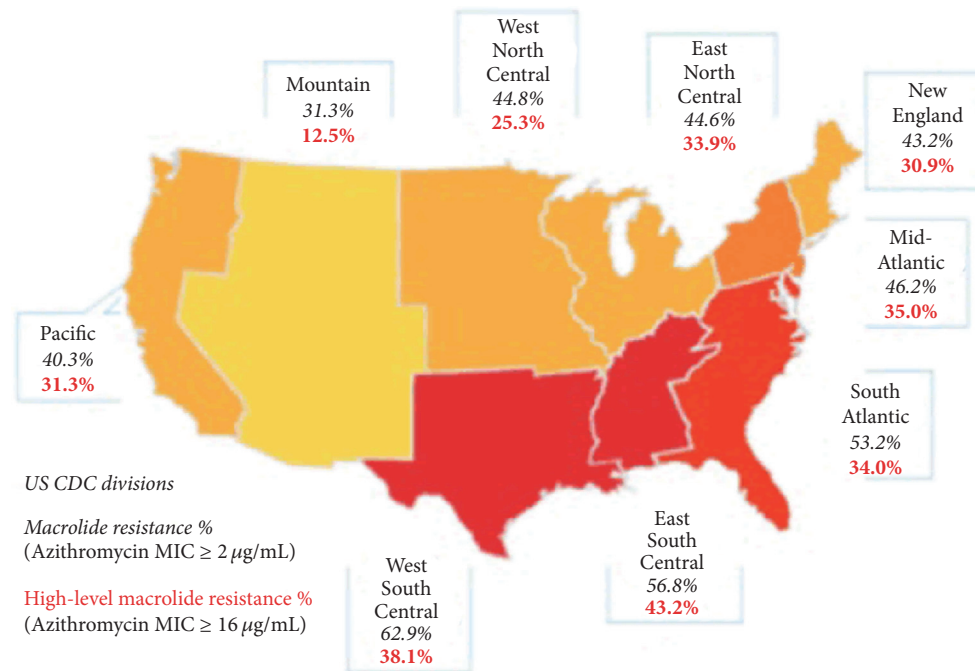 Mountain
31.3%
12.5%
West
North
Central
44.8%
25.3%
East
North
Central
44.6%
33.9%
New
England
43.2%
30.9%
Mid-
Atlantic
46.2%
35.0%
Pacific
40.3%
31.3%
South
Atlantic
53.2%
34.0%
US CDC divisions
Macrolide resistance %
(Azithromycin MIC ≥ 2 μg/mL)
High-level macrolide resistance %
(Azithromycin MIC ≥ 16 μg/mL)
West
South
Central
62.9%
38.1%
East
South
Central
56.8%
43.2%